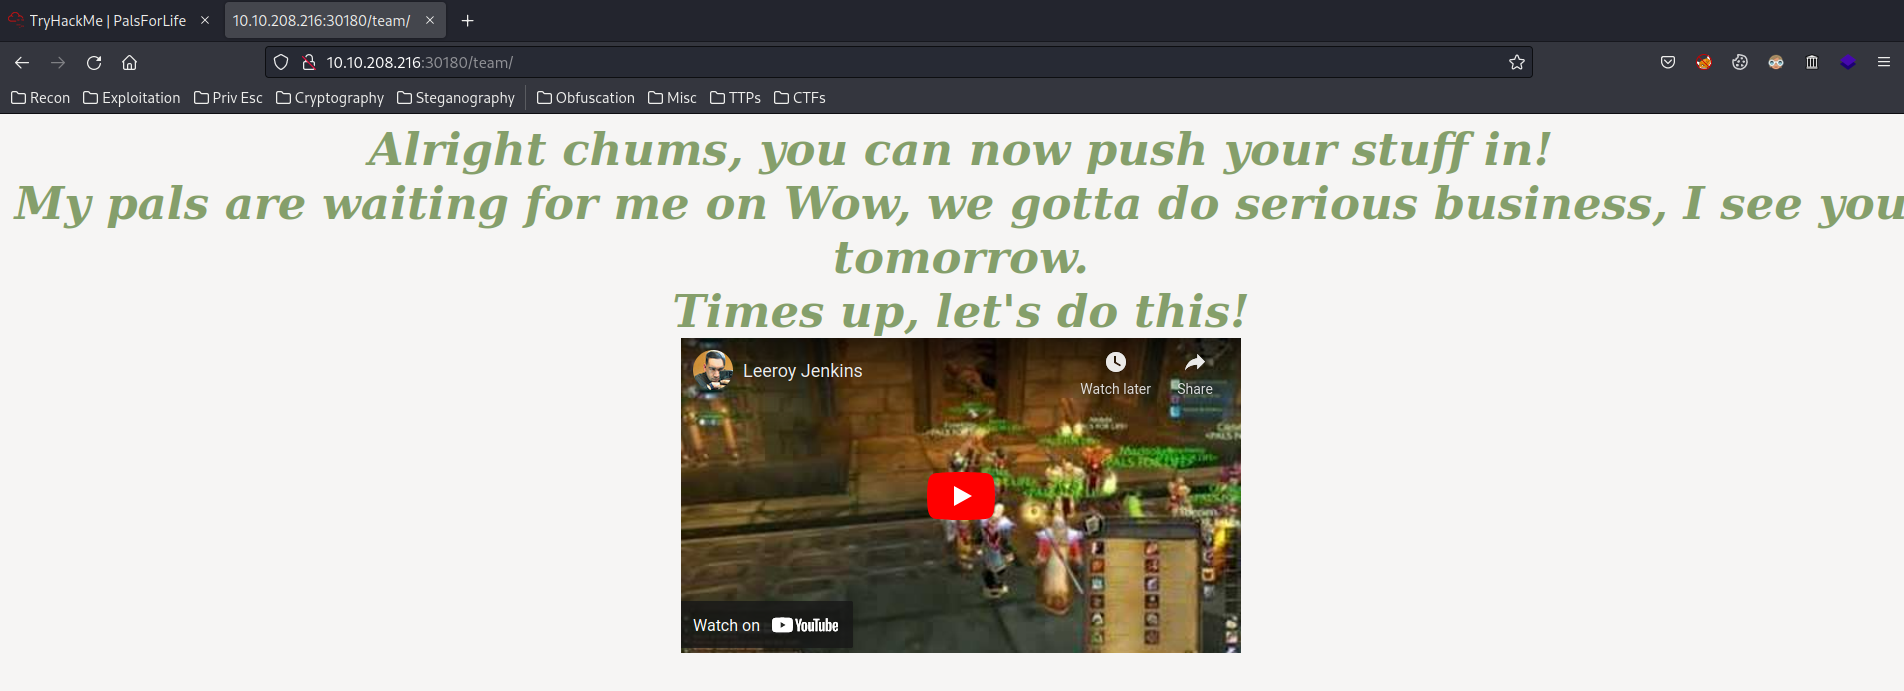 TryHackMe | PalsForLife
10.10.208.216:30180/team/
10.10.208.216:30180/team/
Recon Exploitation Priv Esc Cryptography Steganography Obfuscation Misc TTPs CTFs
Alright chums, you can now push your stuff in!
My pals are waiting for me on Wow, we gotta do serious business, I see you
tomorrow.
Times up, let's do this!
Leeroy Jenkins
Watch later
Share
Watch on YouTube